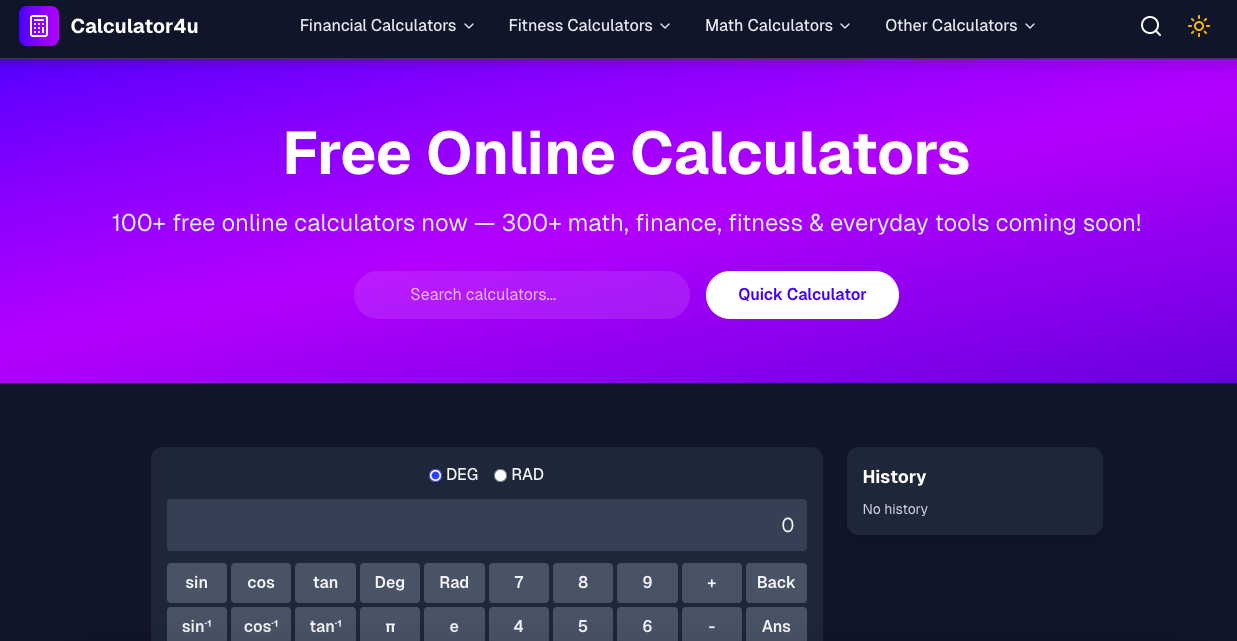 Calculator4u
Financial Calculators
Fitness Calculators
Math Calculators
Other Calculators
Free Online Calculators
100+ free online calculators now — 300+ math, finance, fitness & everyday tools coming soon!
Search calculators...
Quick Calculator
DEG RAD
0
sin cos tan Deg Rad 7 8 9 + Back
sin⁻¹ cos⁻¹ tan⁻¹ π e 4 5 6 - Ans
History
No history